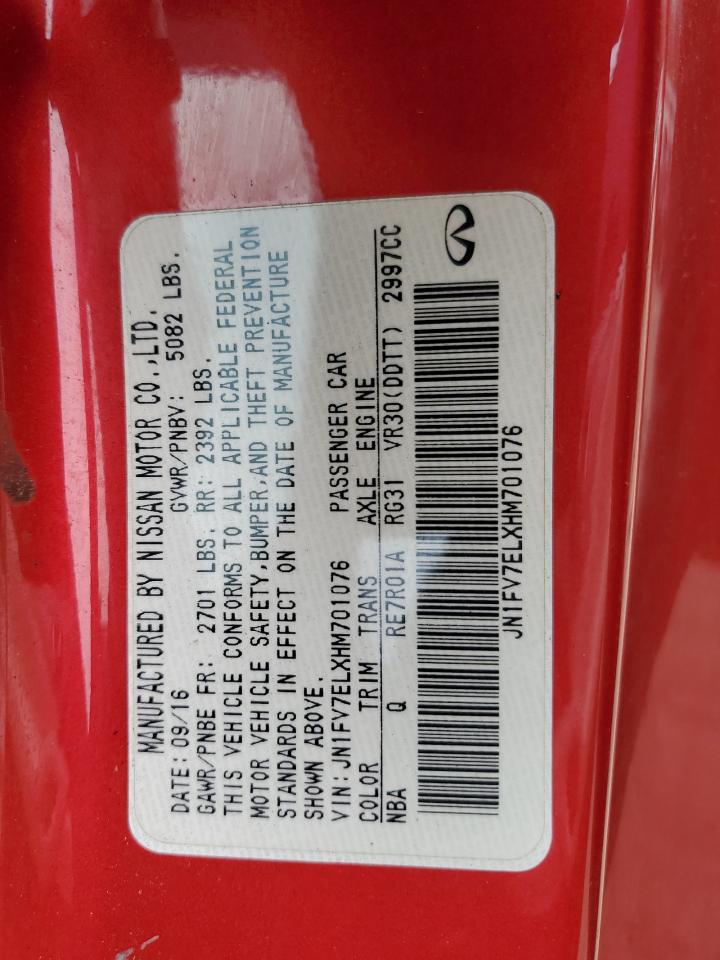 MANUFACTURED BY NISSAN MOTOR CO.,LTD.
DATE: 09/16 GVWR/PNBV: 5082 LBS.
GAWR/PNBE FR: 2701 LBS. RR: 2392 LBS.
THIS VEHICLE CONFORMS TO ALL APPLICABLE FEDERAL
MOTOR VEHICLE SAFETY,BUMPER,AND THEFT PREVENTION
STANDARDS IN EFFECT ON THE DATE OF MANUFACTURE
SHOWN ABOVE.
VIN: JN1FV7ELXHM701076 PASSENGER CAR
COLOR TRIM TRANS AXLE ENGINE
NBA Q RE7R01A RG31 VR30(DDTT) 2997CC
JN1FV7ELXHM701076